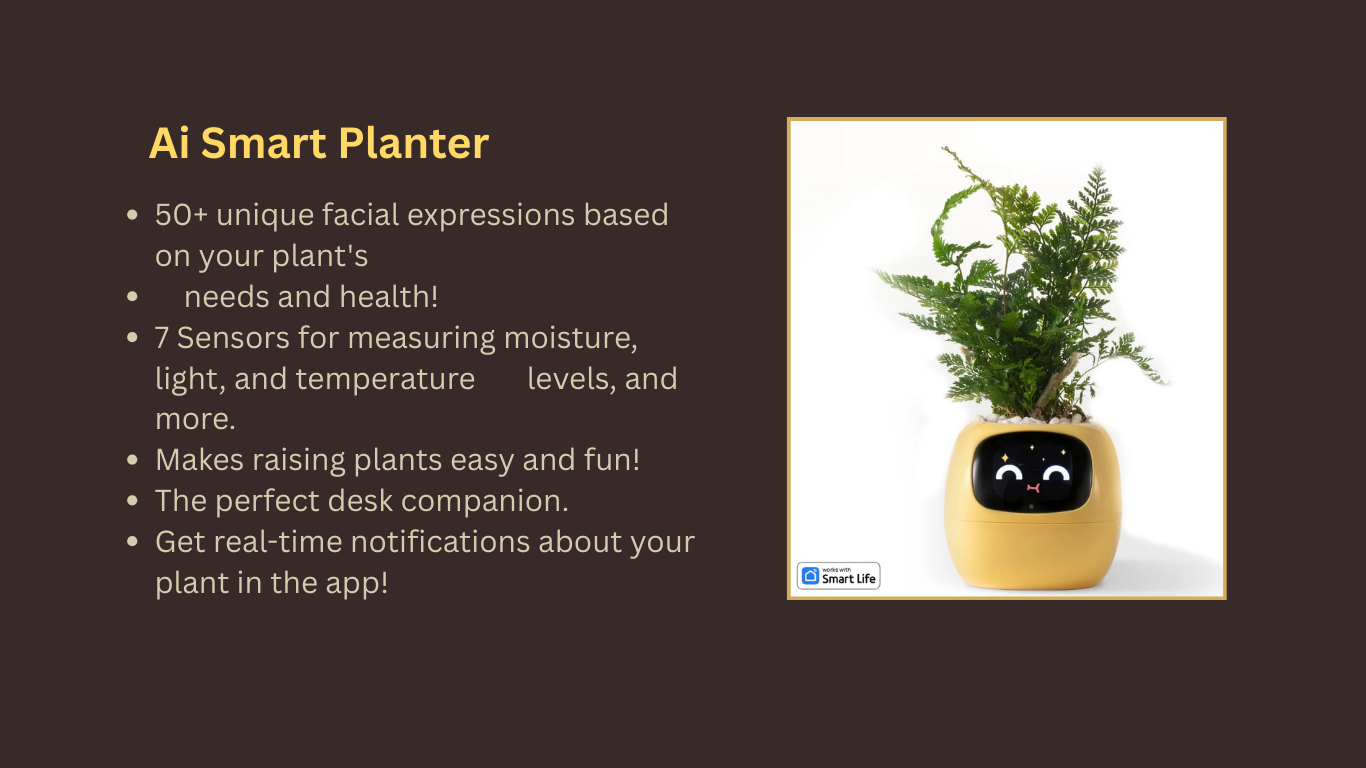 Ai Smart Planter
• 50+ unique facial expressions based
on your plant's
• needs and health!
• 7 Sensors for measuring moisture,
light, and temperature levels, and
more.
• Makes raising plants easy and fun!
• The perfect desk companion.
• Get real-time notifications about your
plant in the app!
works with
Smart Life